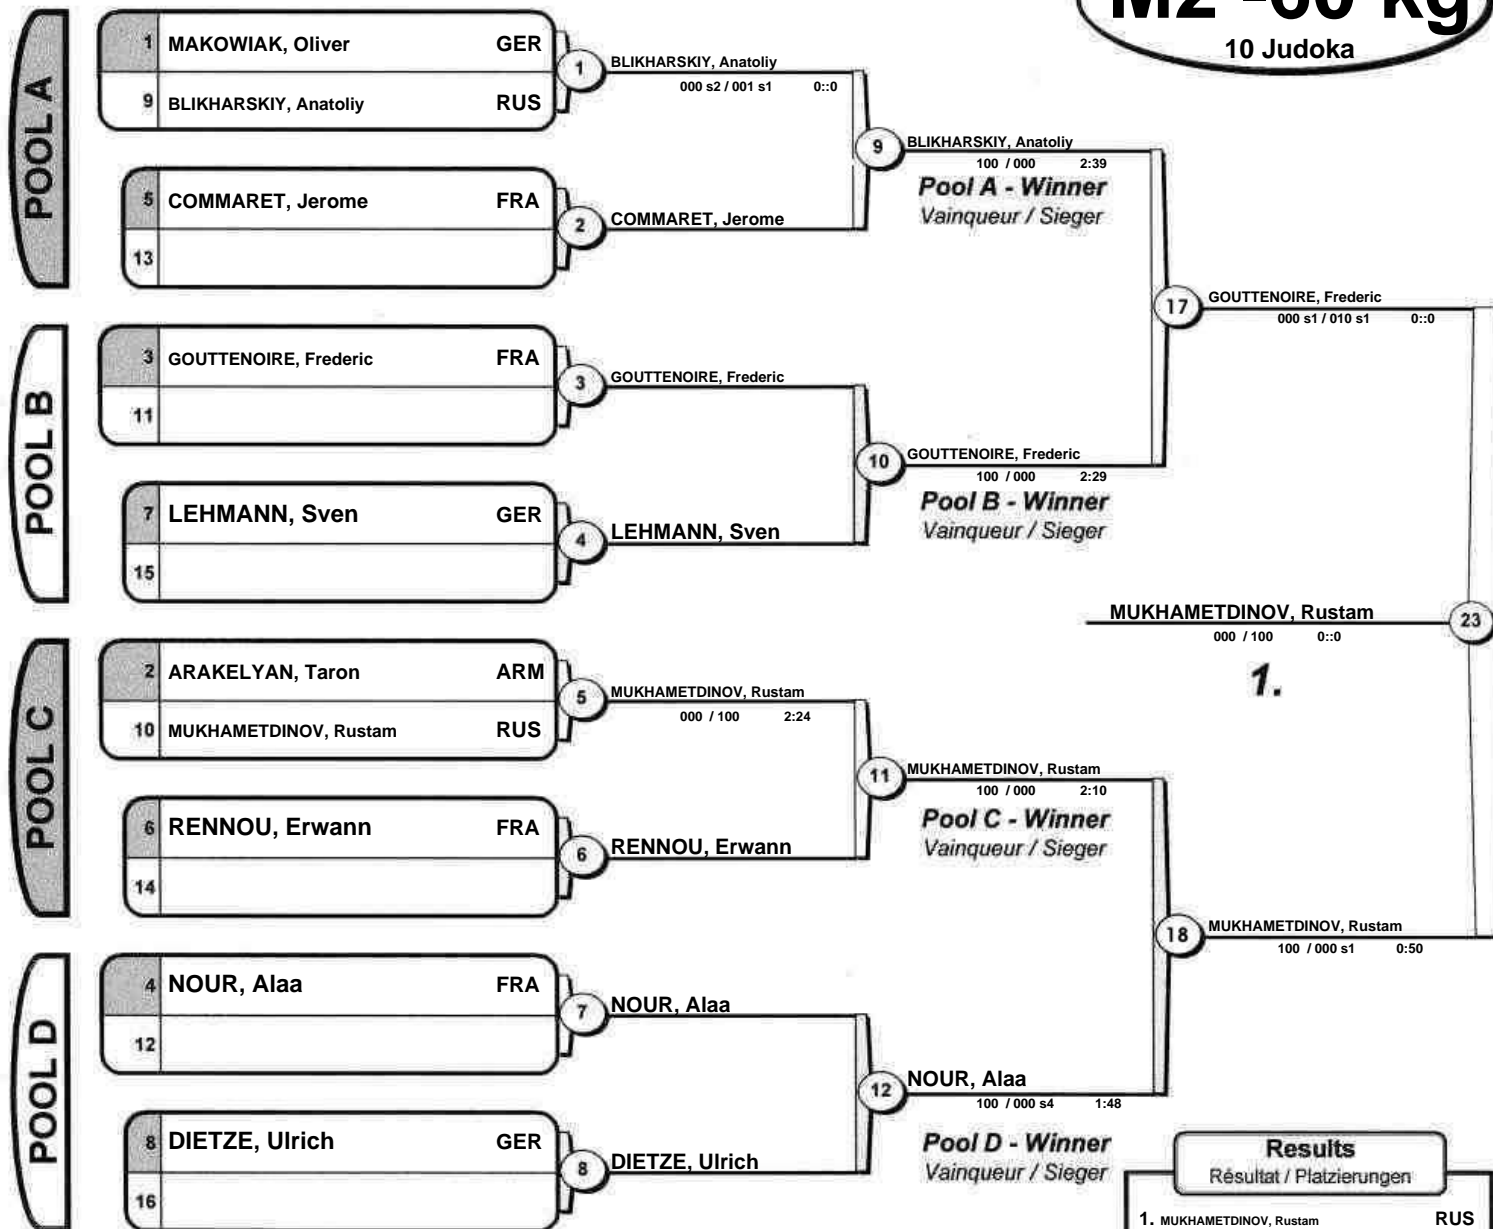 M2 -60 kg
10 Judoka
POOL A
1 MAKOWIAK, Oliver GER
9 BLIKHARSKIY, Anatoliy RUS
1
BLIKHARSKIY, Anatoliy
000 s2 / 001 s1 0::0
5 COMMARET, Jerome FRA
13
2
COMMARET, Jerome
9
BLIKHARSKIY, Anatoliy
100 / 000 2:39
Pool A - Winner
Vainqueur / Sieger
POOL B
3 GOUTTENOIRE, Frederic FRA
11
3
GOUTTENOIRE, Frederic
7 LEHMANN, Sven GER
15
4
LEHMANN, Sven
10
GOUTTENOIRE, Frederic
100 / 000 2:29
Pool B - Winner
Vainqueur / Sieger
17
GOUTTENOIRE, Frederic
000 s1 / 010 s1 0::0
MUKHAMETDINOV, Rustam
000 / 100 0::0
23
1.
POOL C
2 ARAKELYAN, Taron ARM
10 MUKHAMETDINOV, Rustam RUS
5
MUKHAMETDINOV, Rustam
000 / 100 2:24
6 RENNOU, Erwann FRA
14
6
RENNOU, Erwann
11
MUKHAMETDINOV, Rustam
100 / 000 2:10
Pool C - Winner
Vainqueur / Sieger
18
MUKHAMETDINOV, Rustam
100 / 000 s1 0:50
POOL D
4 NOUR, Alaa FRA
12
7
NOUR, Alaa
8 DIETZE, Ulrich GER
16
8
DIETZE, Ulrich
12
NOUR, Alaa
100 / 000 s4 1:48
Pool D - Winner
Vainqueur / Sieger
Results
Résultat / Platzierungen
1. MUKHAMETDINOV, Rustam RUS